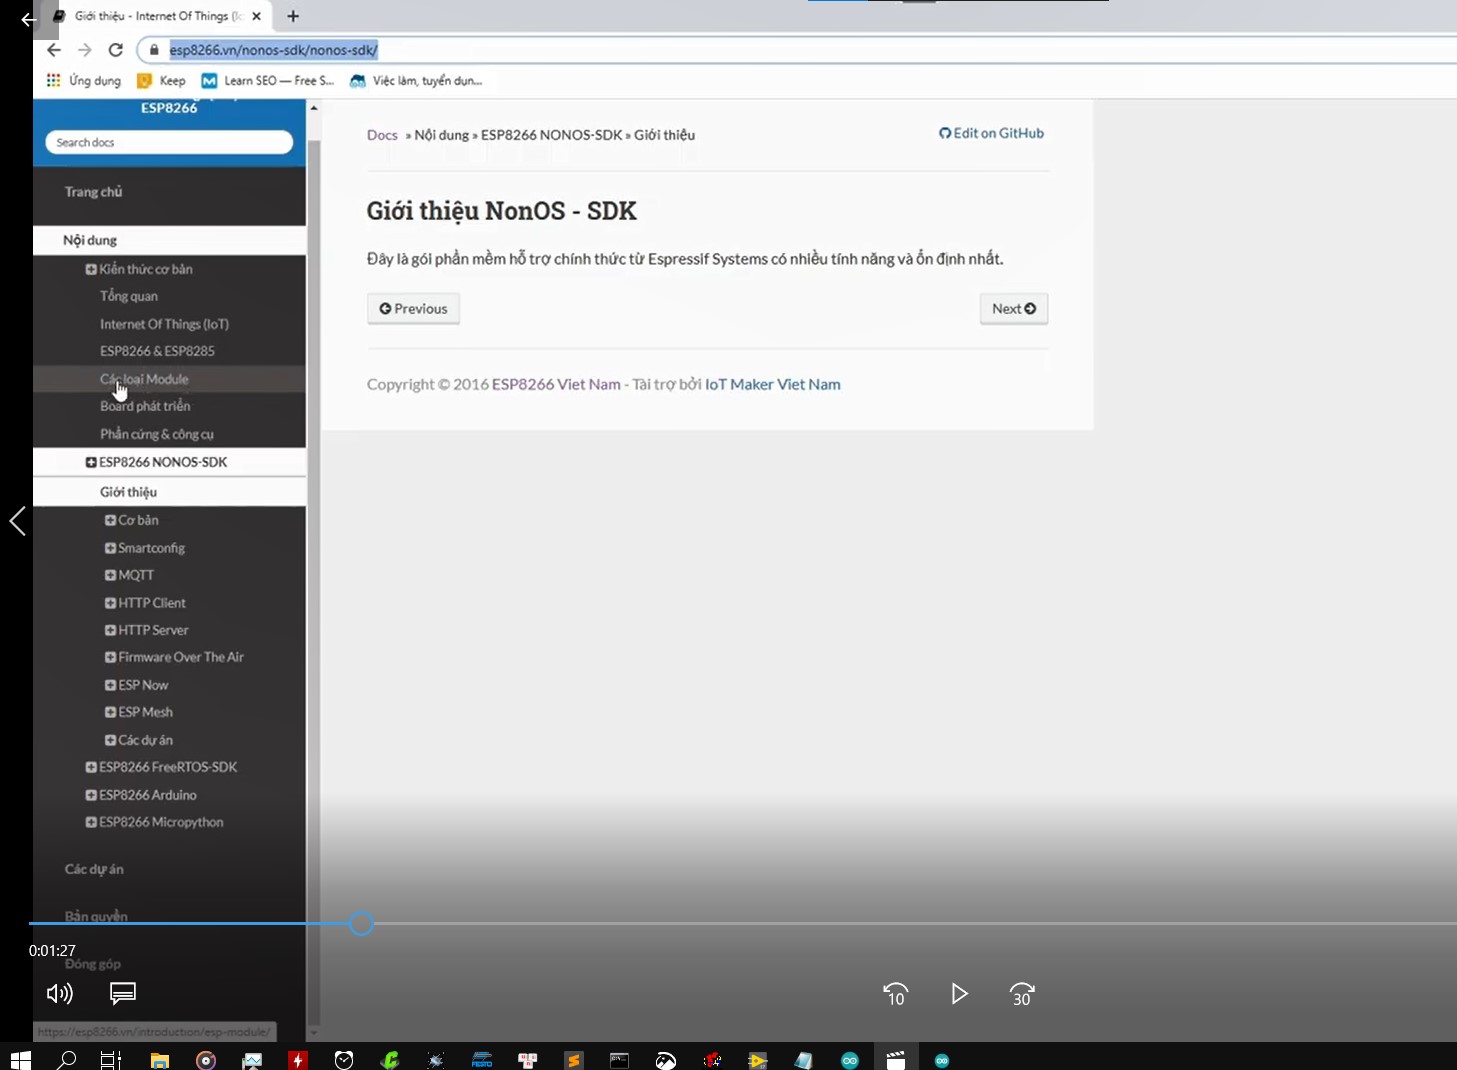 Giới thiệu - Internet Of Things (Ic
esp8266.vn/nonos-sdk/nonos-sdk/
Ứng dụng Keep Learn SEO — Free S... Việc làm, tuyển dụn...
ESP8266
Search docs
Trang chủ
Nội dung
Kiến thức cơ bản
Tổng quan
Internet Of Things (IoT)
ESP8266 & ESP8285
Các loại Module
Board phát triển
Phần cứng & công cụ
ESP8266 NONOS-SDK
Giới thiệu
Cơ bản
Smartconfig
MQTT
HTTP Client
HTTP Server
Firmware Over The Air
ESP Now
ESP Mesh
Các dự án
ESP8266 FreeRTOS-SDK
ESP8266 Arduino
ESP8266 Micropython
Các dự án
Bản quyền
Đóng góp
Docs » Nội dung » ESP8266 NONOS-SDK » Giới thiệu
Edit on GitHub
Giới thiệu NonOS - SDK
Đây là gói phần mềm hỗ trợ chính thức từ Espressif Systems có nhiều tính năng và ổn định nhất.
Previous
Next
Copyright © 2016 ESP8266 Viet Nam - Tài trợ bởi IoT Maker Viet Nam
0:01:27
10
30
https://esp8266.vn/introduction/esp-module/
FESTO